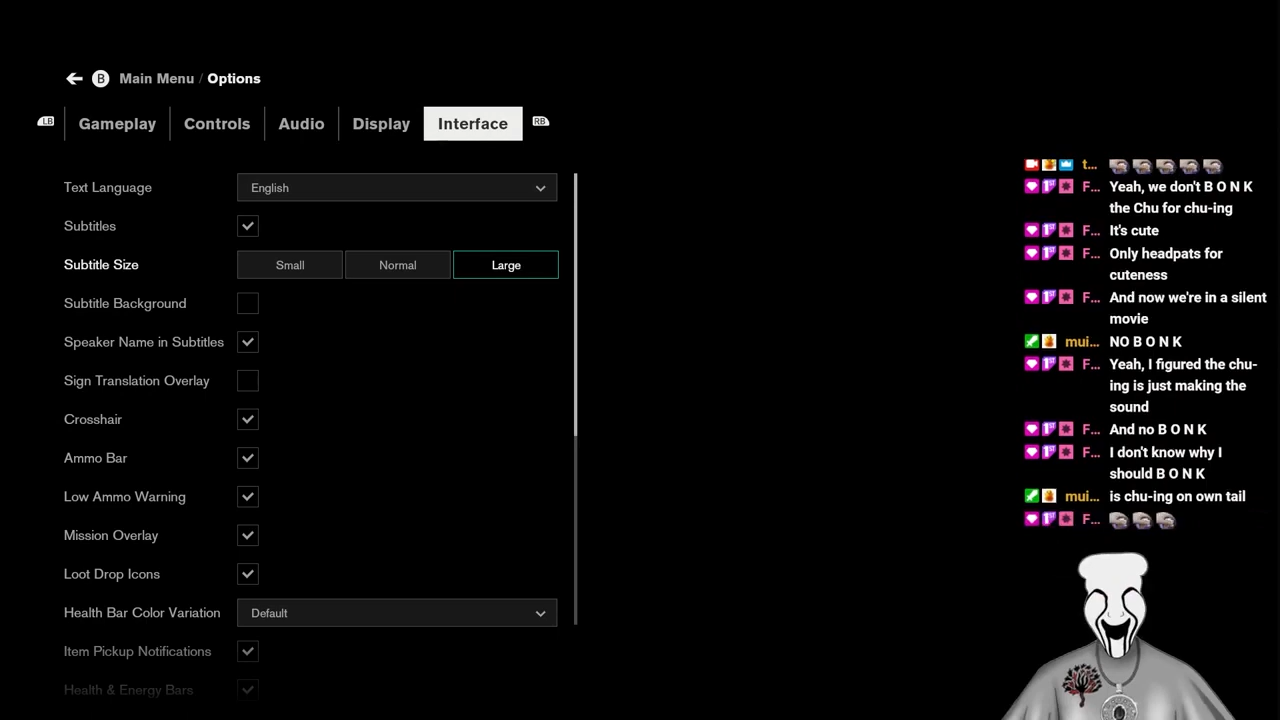 B Main Menu / Options
LB Gameplay Controls Audio Display Interface RB
Text Language English
Subtitles
Subtitle Size Small Normal Large
Subtitle Background
Speaker Name in Subtitles
Sign Translation Overlay
Crosshair
Ammo Bar
Low Ammo Warning
Mission Overlay
Loot Drop Icons
Health Bar Color Variation Default
Item Pickup Notifications
Health & Energy Bars
t...
F... Yeah, we don't B O N K
the Chu for chu-ing
F... It's cute
F... Only headpats for
cuteness
F... And now we're in a silent
movie
mui... NO B O N K
F... Yeah, I figured the chu-
ing is just making the
sound
F... And no B O N K
F... I don't know why I
should B O N K
mui... is chu-ing on own tail
F...